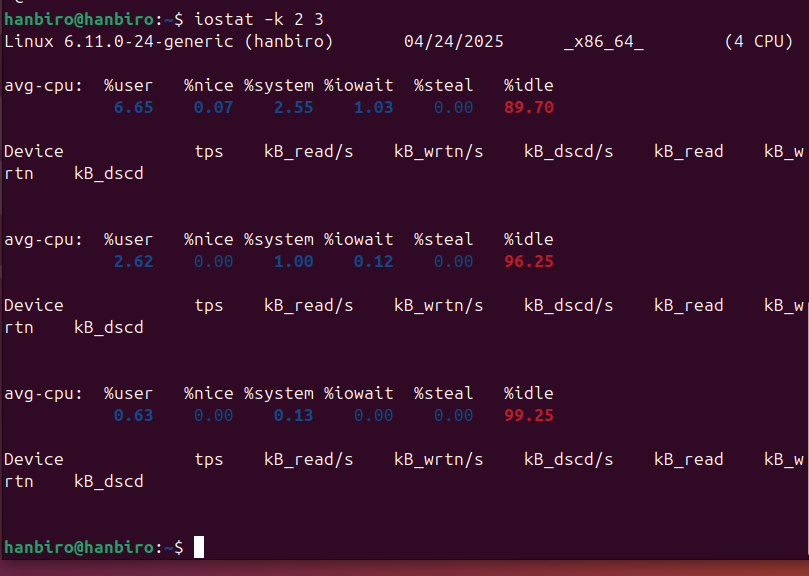 hanbiro@hanbiro:~$ iostat -k 2 3
Linux 6.11.0-24-generic (hanbiro) 04/24/2025 _x86_64_ (4 CPU)
avg-cpu: %user %nice %system %iowait %steal %idle
6.65 0.07 2.55 1.03 0.00 89.70
Device tps kB_read/s kB_wrtn/s kB_dscd/s kB_read kB_w
rtn kB_dscd
avg-cpu: %user %nice %system %iowait %steal %idle
2.62 0.00 1.00 0.12 0.00 96.25
Device tps kB_read/s kB_wrtn/s kB_dscd/s kB_read kB_w
rtn kB_dscd
avg-cpu: %user %nice %system %iowait %steal %idle
0.63 0.00 0.13 0.00 0.00 99.25
Device tps kB_read/s kB_wrtn/s kB_dscd/s kB_read kB_w
rtn kB_dscd
hanbiro@hanbiro:~$